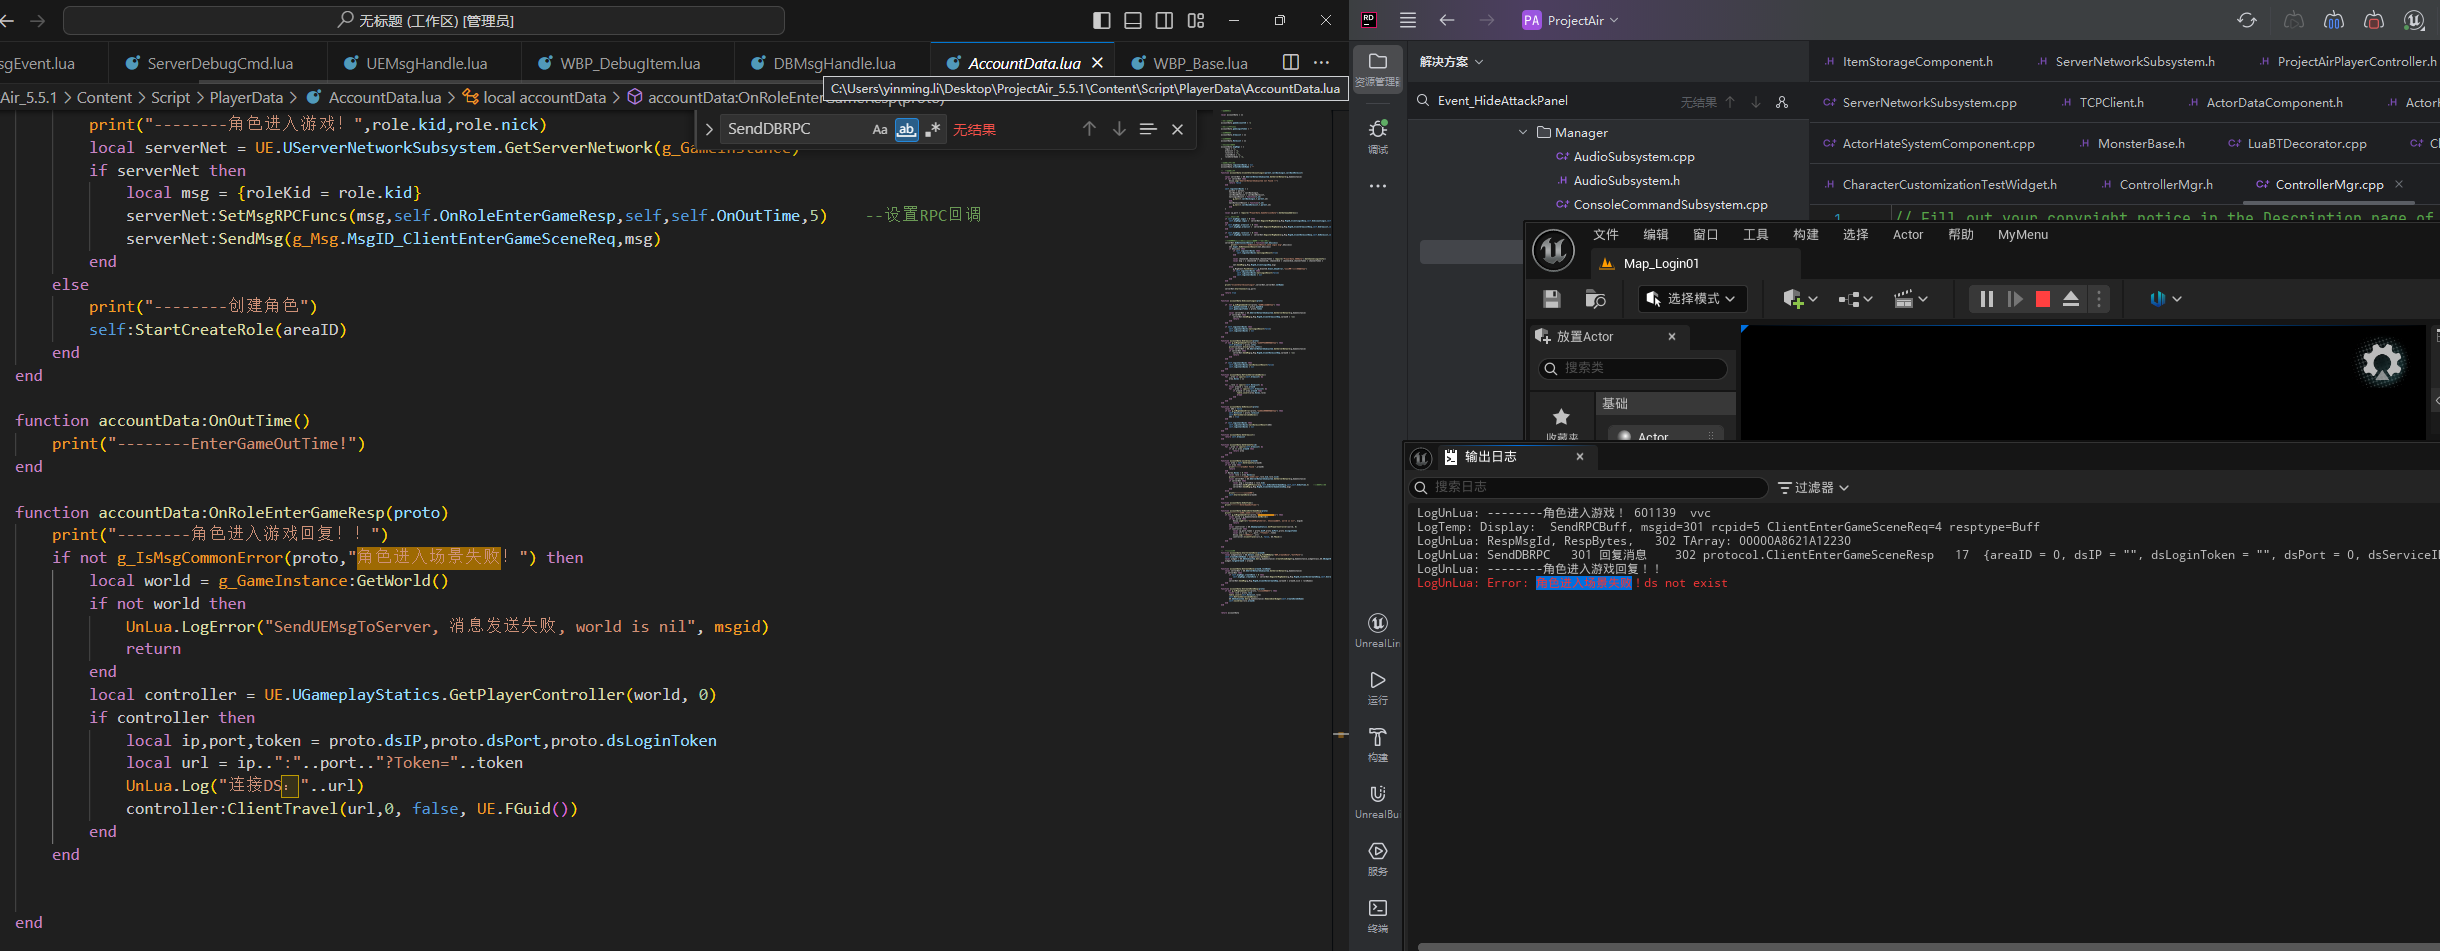 无标题 (工作区) [管理员]
sgEvent.lua
ServerDebugCmd.lua
UEMsgHandle.lua
WBP_DebugItem.lua
DBMsgHandle.lua
AccountData.lua
WBP_Base.lua
Air_5.5.1 > Content > Script > PlayerData > AccountData.lua > local accountData > accountData:OnRoleEnterGameResp(proto)
C:\Users\yinming.li\Desktop\ProjectAir_5.5.1\Content\Script\PlayerData\AccountData.lua
SendDBRPC
Aa
ab
无结果
print("--------角色进入游戏！",role.kid,role.nick)
local serverNet = UE.UServerNetworkSubsystem.GetServerNetwork(g_GameInstance)
if serverNet then
local msg = {roleKid = role.kid}
serverNet:SetMsgRPCFuncs(msg,self.OnRoleEnterGameResp,self,self.OnOutTime,5) --设置RPC回调
serverNet:SendMsg(g_Msg.MsgID_ClientEnterGameSceneReq,msg)
end
else
print("--------创建角色")
self:StartCreateRole(areaID)
end
end
function accountData:OnOutTime()
print("--------EnterGameOutTime!")
end
function accountData:OnRoleEnterGameResp(proto)
print("--------角色进入游戏回复！！")
if not g_IsMsgCommonError(proto,"角色进入场景失败！") then
local world = g_GameInstance:GetWorld()
if not world then
UnLua.LogError("SendUEMsgToServer, 消息发送失败, world is nil", msgid)
return
end
local controller = UE.UGameplayStatics.GetPlayerController(world, 0)
if controller then
local ip,port,token = proto.dsIP,proto.dsPort,proto.dsLoginToken
local url = ip..":"..port.."?Token="..token
UnLua.Log("连接DS："..url)
controller:ClientTravel(url,0, false, UE.FGuid())
end
end
end
RD
PA
ProjectAir
资源管理器
调试
UnrealLin
运行
构建
UnrealBu
服务
终端
解决方案
Event_HideAttackPanel
无结果
Manager
AudioSubsystem.cpp
AudioSubsystem.h
ConsoleCommandSubsystem.cpp
ItemStorageComponent.h
ServerNetworkSubsystem.h
ProjectAirPlayerController.h
ServerNetworkSubsystem.cpp
TCPClient.h
ActorDataComponent.h
ActorH
ActorHateSystemComponent.cpp
MonsterBase.h
LuaBTDecorator.cpp
CharacterCustomizationTestWidget.h
ControllerMgr.h
ControllerMgr.cpp
1
// Fill out your copyright notice in the Description page of
文件
编辑
窗口
工具
构建
选择
Actor
帮助
MyMenu
Map_Login01
选择模式
放置Actor
搜索类
收藏夹
基础
Actor
输出日志
搜索日志
过滤器
LogUnLua: --------角色进入游戏！ 601139 vvc
LogTemp: Display: SendRPCBuff, msgid=301 rcpid=5 ClientEnterGameSceneReq=4 resptype=Buff
LogUnLua: RespMsgId, RespBytes, 302 TArray: 00000A8621A12230
LogUnLua: SendDBRPC 301 回复消息 302 protocol.ClientEnterGameSceneResp 17 {areaID = 0, dsIP = "", dsLoginToken = "", dsPort = 0, dsServiceI
LogUnLua: --------角色进入游戏回复！！
LogUnLua: Error: 角色进入场景失败！ds not exist